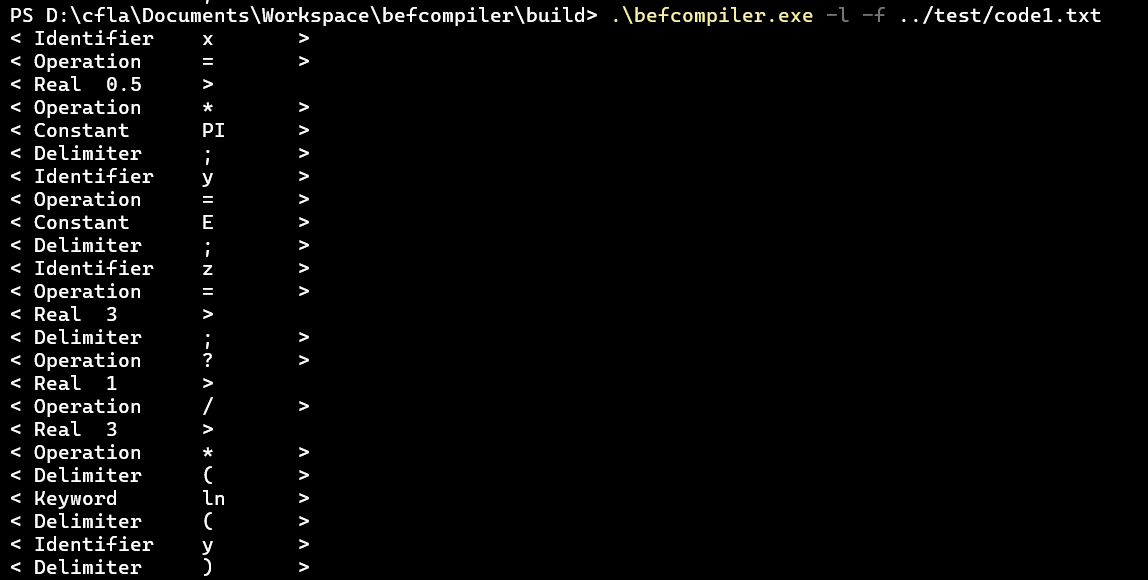 PS D:\cfla\Documents\Workspace\befcompiler\build> .\befcompiler.exe -l -f ../test/code1.txt
< Identifier    x       >
< Operation     =       >
< Real  0.5     >
< Operation     *       >
< Constant      PI      >
< Delimiter     ;       >
< Identifier    y       >
< Operation     =       >
< Constant      E       >
< Delimiter     ;       >
< Identifier    z       >
< Operation     =       >
< Real  3       >
< Delimiter     ;       >
< Operation     ?       >
< Real  1       >
< Operation     /       >
< Real  3       >
< Operation     *       >
< Delimiter     (       >
< Keyword       ln      >
< Delimiter     (       >
< Identifier    y       >
< Delimiter     )       >